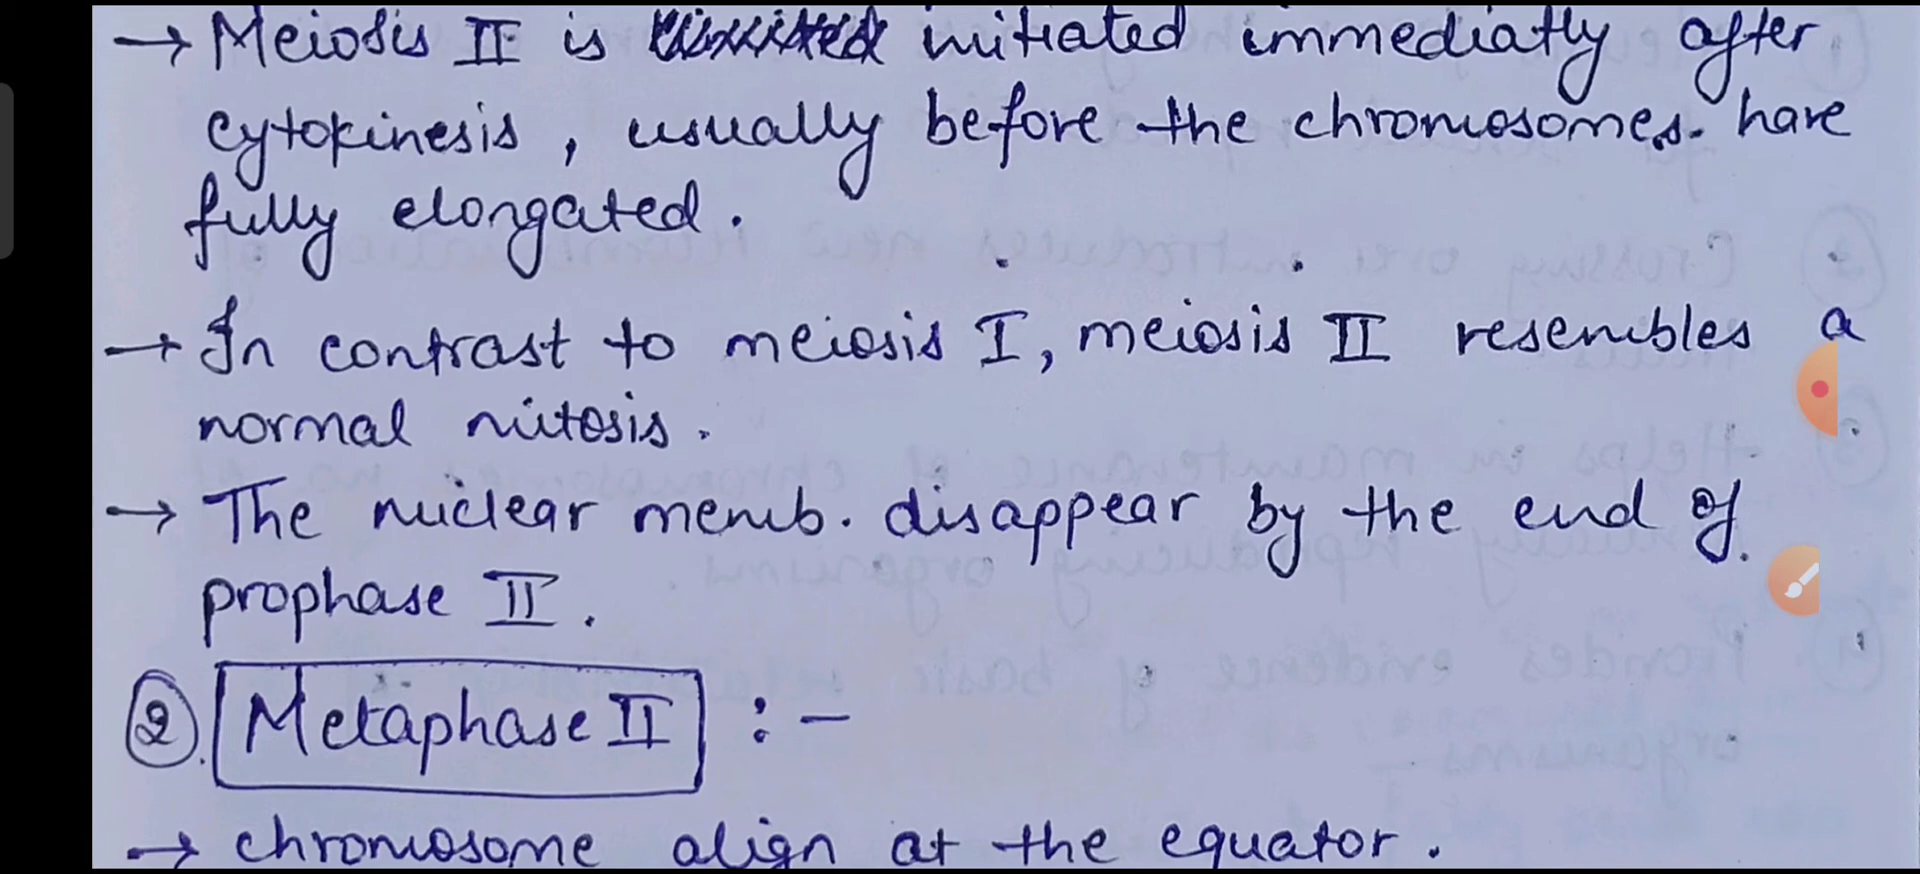 → Meiosis II is initiated immediatly after
cytokinesis, usually before the chromosomes have
fully elongated.
→ In contrast to meiosis I, meiosis II resembles a
normal mitosis.
→ The nuclear memb. disappear by the end of
prophase II.
②. Metaphase II :-
→ chromosome align at the equator.